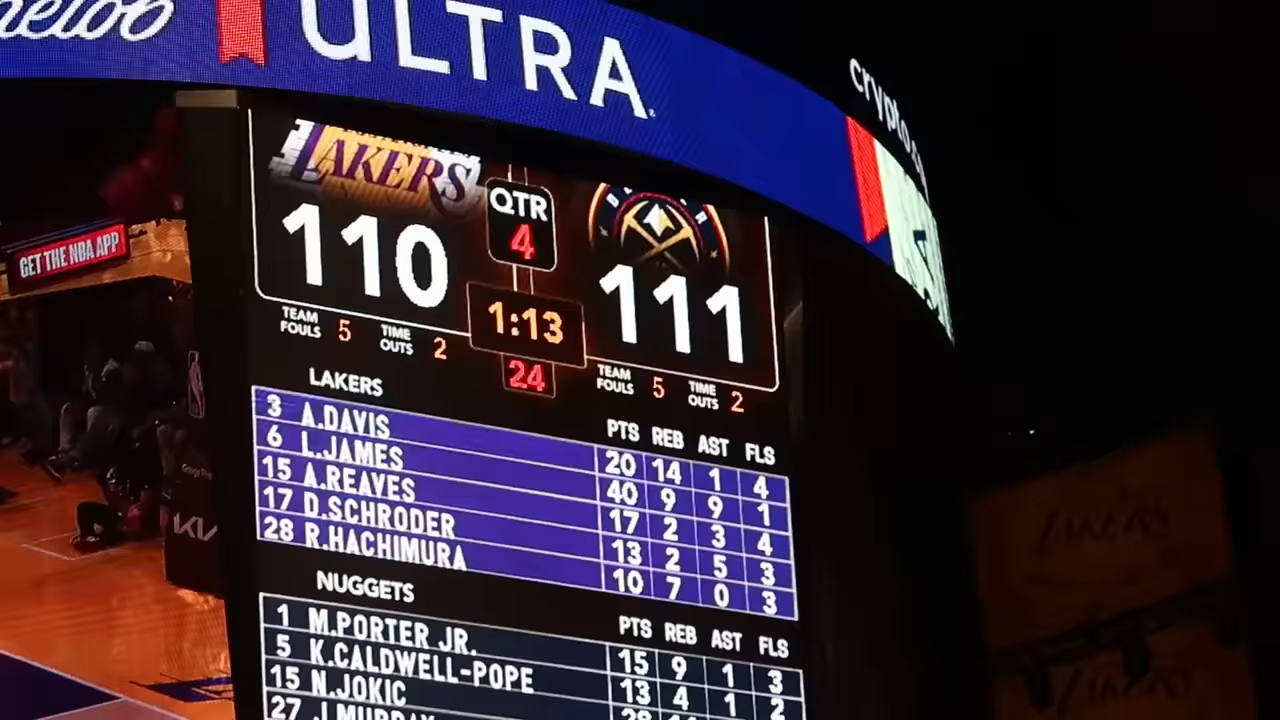 ULTRA
crypto.c
GET THE NBA APP
LAKERS
110
QTR
4
111
TEAM FOULS 5 TIME OUTS 2
1:13
24
TEAM FOULS 5 TIME OUTS 2
LAKERS PTS REB AST FLS
3 A.DAVIS 20 14 1 4
6 L.JAMES 40 9 9 1
15 A.REAVES 17 2 3 4
17 D.SCHRODER 13 2 5 3
28 R.HACHIMURA 10 7 0 3
NUGGETS PTS REB AST FLS
1 M.PORTER JR. 15 9 1 3
5 K.CALDWELL-POPE 13 4 1 2
15 N.JOKIC
27
KIA